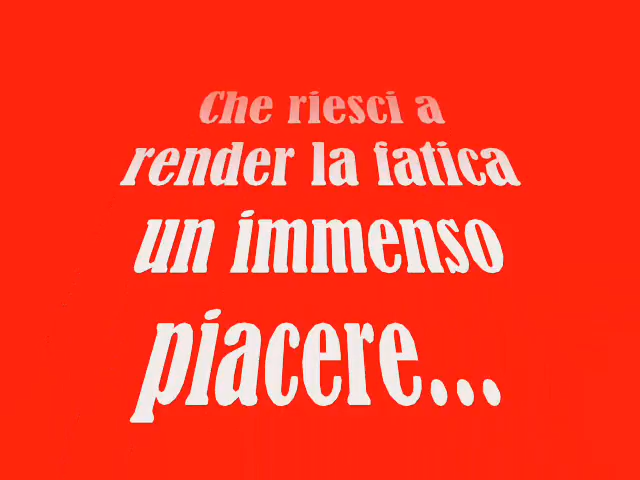 Che riesci a
render la fatica
un immenso
piacere...